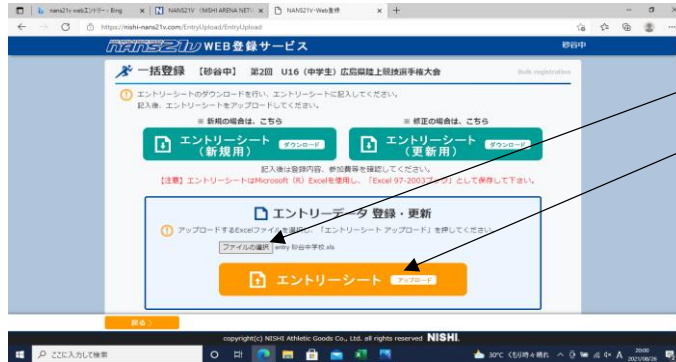 nans21v webエントリー - Bing
NANS21V（NISHI ARENA NET
NANS21V-Web登録
https://nishi-nans21v.com/EntryUpload/EntryUpload
NANS21V WEB登録サービス
砂谷中
一括登録 【砂谷中】 第2回 U16（中学生）広島県陸上競技選手権大会
Bulk registration
エントリーシートのダウンロードを行い、エントリーシートに記入してください。
記入後、エントリーシートをアップロードしてください。
※ 新規の場合は、こちら
※ 修正の場合は、こちら
エントリーシート（新規用） ダウンロード
エントリーシート（更新用） ダウンロード
記入後は登録内容、参加費等を確認してください。
【注意】エントリーシートはMicrosoft（R）Excelを使用し、「Excel 97-2003ブック」として保存して下さい。
エントリーデータ 登録・更新
アップロードするExcelファイルを選択し、「エントリーシート アップロード」を押してください。
ファイルの選択 entry 砂谷中学校.xls
エントリーシート アップロード
戻る
copyright(c) NISHI Athletic Goods Co., Ltd. all rights reserved NISHI.
ここに入力して検索
30°C くもり時々晴れ
A
20:00
2021/08/26